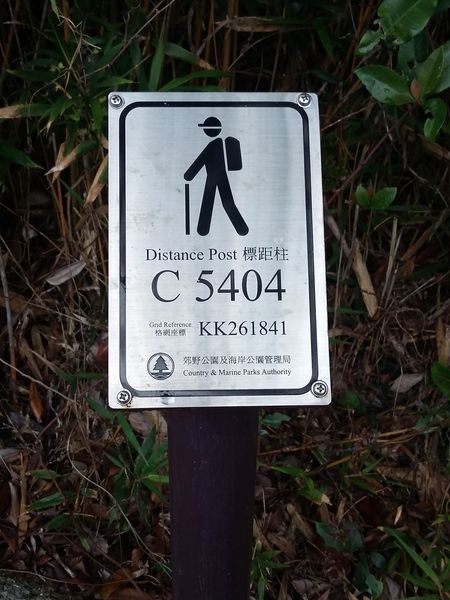 Distance Post 標距柱
C 5404
Grid Reference
格網座標
KK261841
郊野公園及海岸公園管理局
Country & Marine Parks Authority